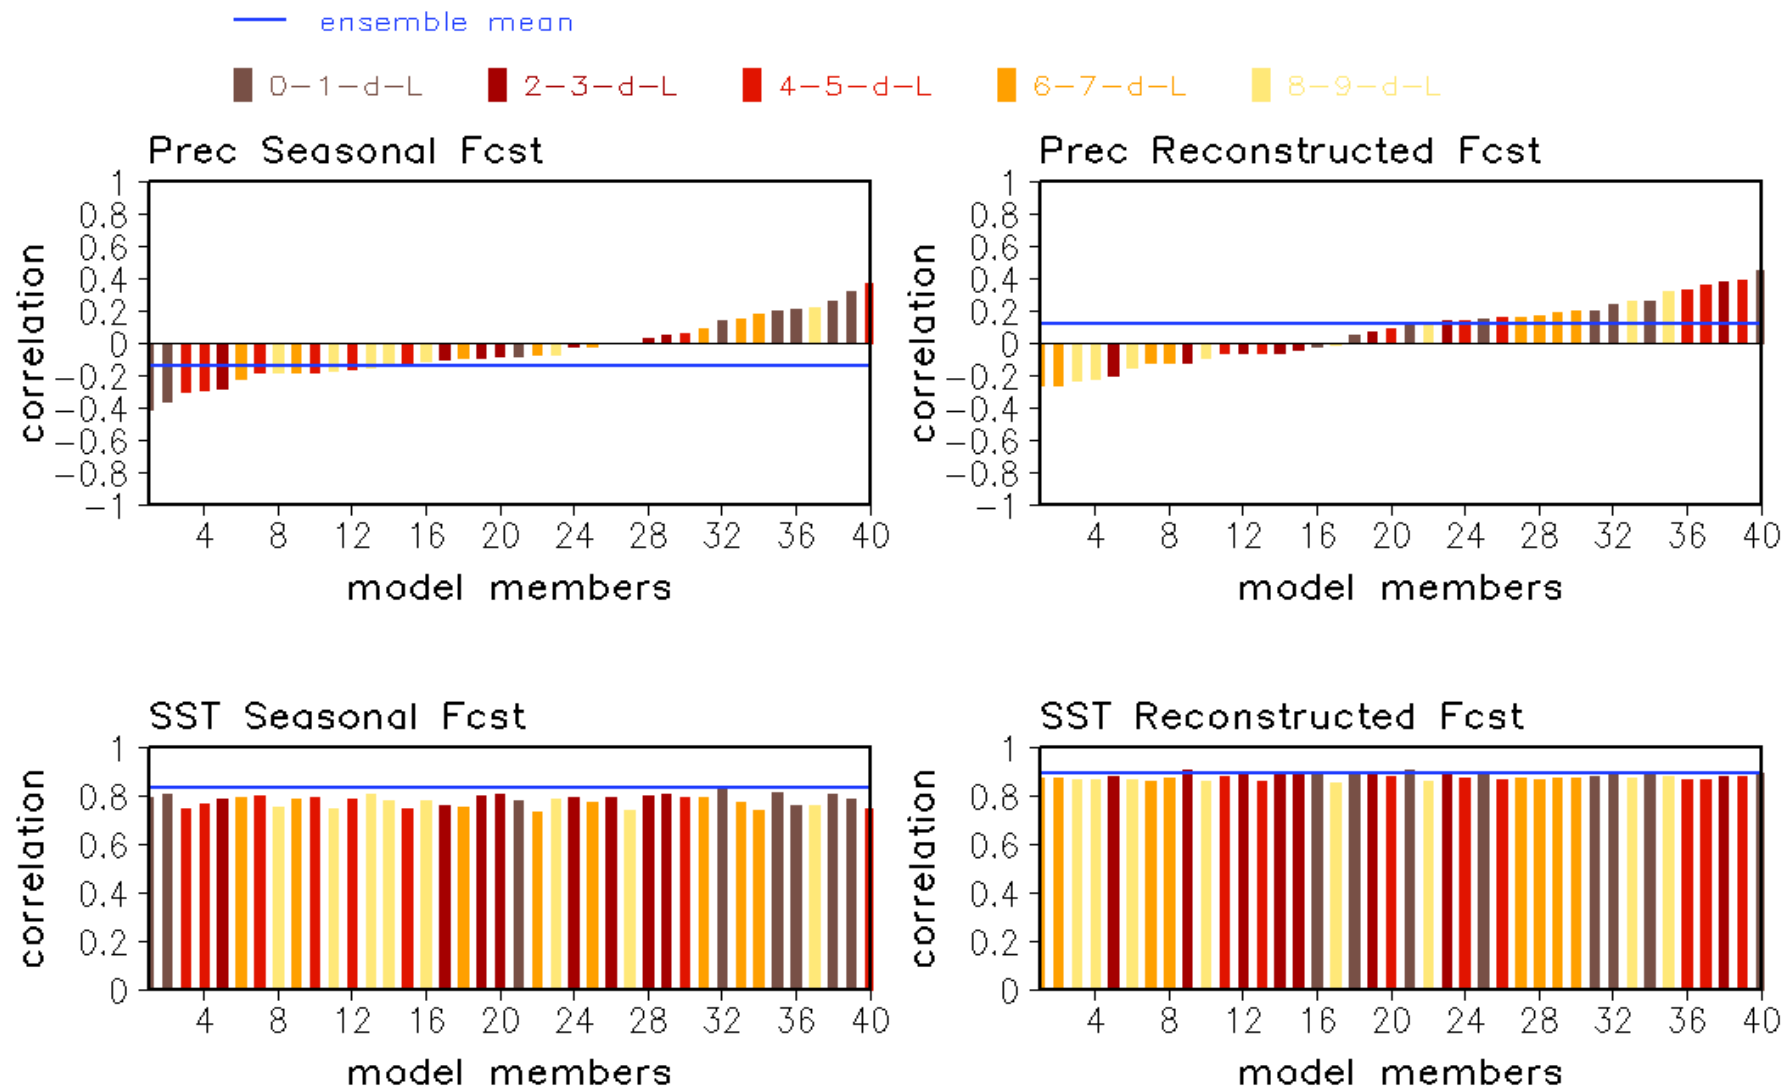 ensemble mean
0-1-d-L 2-3-d-L 4-5-d-L 6-7-d-L 8-9-d-L
Prec Seasonal Fcst
1
0.8
0.6
0.4
0.2
0
-0.2
-0.4
-0.6
-0.8
-1
correlation
4 8 12 16 20 24 28 32 36 40
model members
Prec Reconstructed Fcst
1
0.8
0.6
0.4
0.2
0
-0.2
-0.4
-0.6
-0.8
-1
correlation
4 8 12 16 20 24 28 32 36 40
model members
SST Seasonal Fcst
1
0.8
0.6
0.4
0.2
0
correlation
4 8 12 16 20 24 28 32 36 40
model members
SST Reconstructed Fcst
1
0.8
0.6
0.4
0.2
0
correlation
4 8 12 16 20 24 28 32 36 40
model members